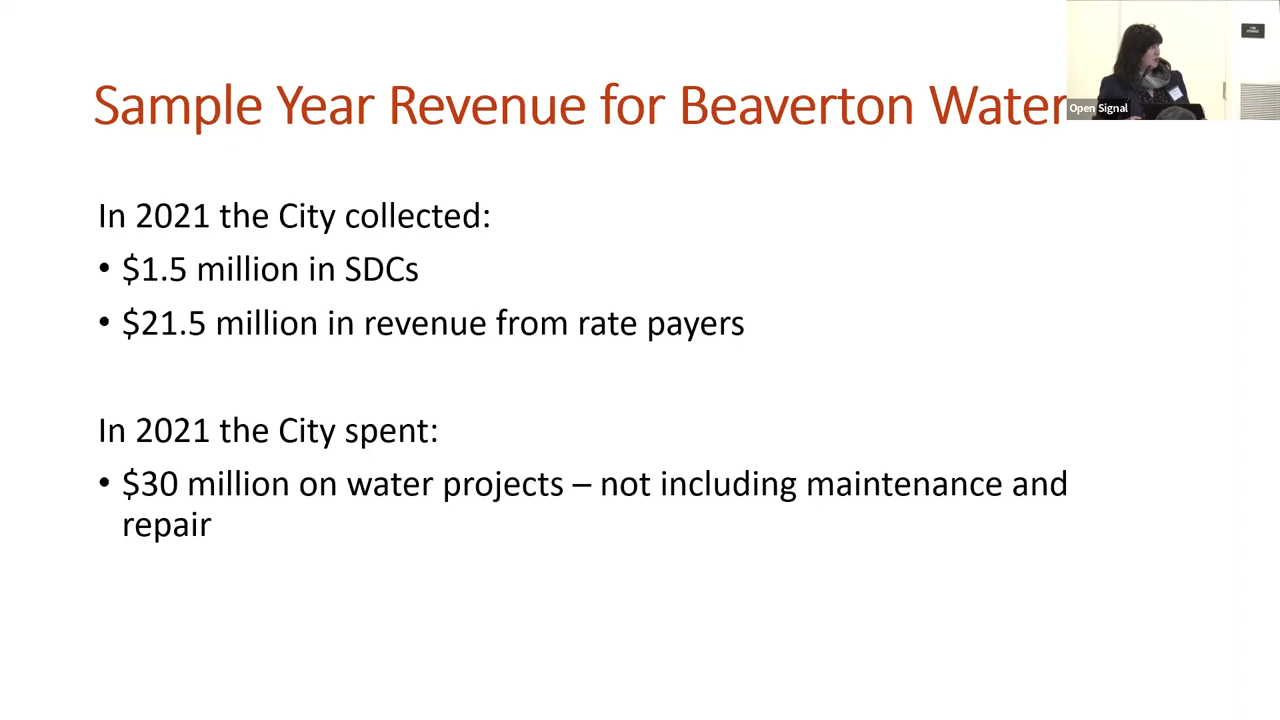 Sample Year Revenue for Beaverton Water
Open Signal
In 2021 the City collected:
• $1.5 million in SDCs
• $21.5 million in revenue from rate payers
In 2021 the City spent:
• $30 million on water projects – not including maintenance and
repair